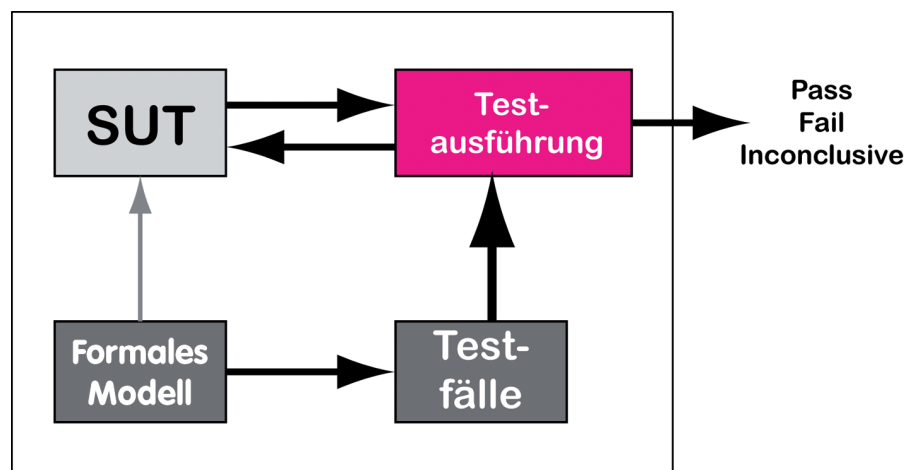 SUT
Test-
ausführung
Pass
Fail
Inconclusive
Formales
Modell
Test-
fälle